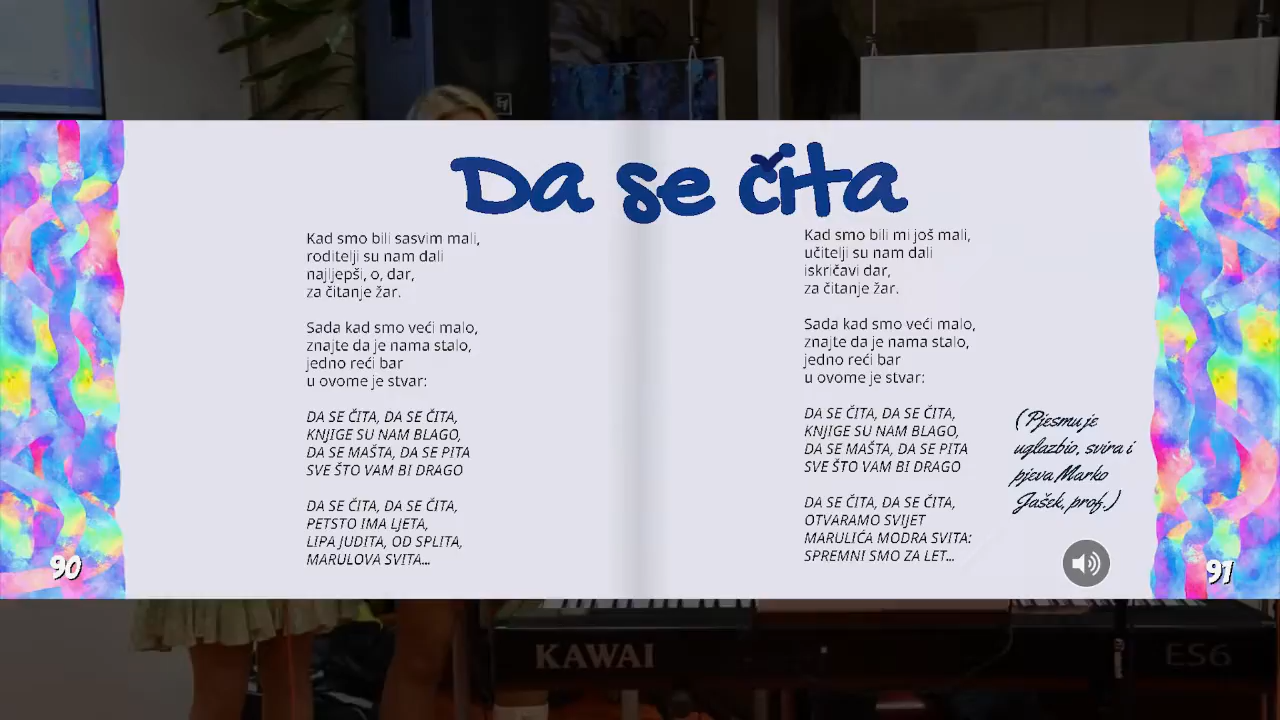 Da se čita
Kad smo bili sasvim mali,
roditelji su nam dali
najljepši, o, dar,
za čitanje žar.
Sada kad smo veći malo,
znajte da je nama stalo,
jedno reći bar
u ovome je stvar:
DA SE ČITA, DA SE ČITA,
KNJIGE SU NAM BLAGO,
DA SE MAŠTA, DA SE PITA
SVE ŠTO VAM BI DRAGO
DA SE ČITA, DA SE ČITA,
PETSTO IMA LJETA,
LIPA JUDITA, OD SPLITA,
MARULOVA SVITA...
90
Kad smo bili mi još mali,
učitelji su nam dali
iskričavi dar,
za čitanje žar.
Sada kad smo veći malo,
znajte da je nama stalo,
jedno reći bar
u ovome je stvar:
DA SE ČITA, DA SE ČITA,
KNJIGE SU NAM BLAGO,
DA SE MAŠTA, DA SE PITA
SVE ŠTO VAM BI DRAGO
DA SE ČITA, DA SE ČITA,
OTVARAMO SVIJET
MARULIĆA MODRA SVITA:
SPREMNI SMO ZA LET...
(Pjesmu je
uglazbio, svira i
pjeva Marko
Jašek, prof.)
91
KAWAI
ES6